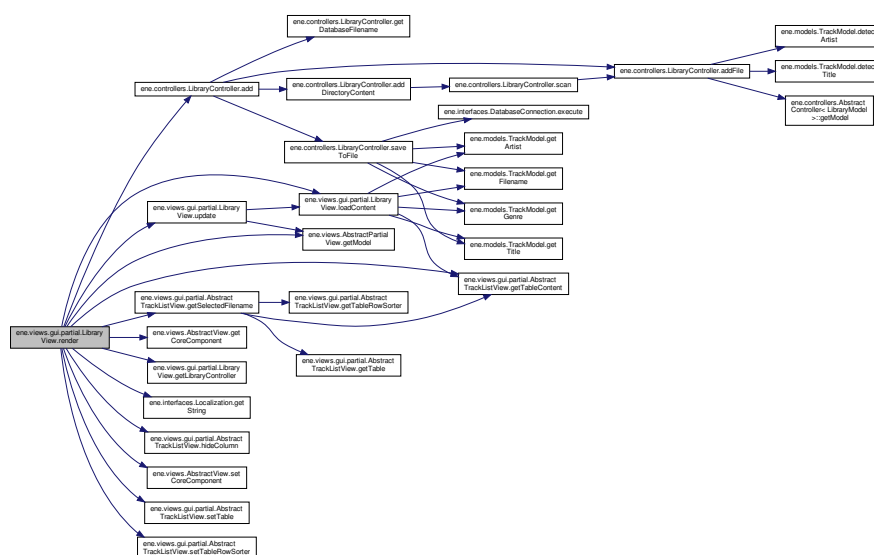 ene.controllers.LibraryController.get
DatabaseFilename
ene.models.TrackModel.detect
Artist
ene.models.TrackModel.detect
Title
ene.controllers.LibraryController.addFile
ene.controllers.LibraryController.add
ene.controllers.LibraryController.add
DirectoryContent
ene.controllers.LibraryController.scan
ene.controllers.Abstract
Controller< LibraryModel
>::getModel
ene.interfaces.DatabaseConnection.execute
ene.controllers.LibraryController.save
ToFile
ene.models.TrackModel.get
Artist
ene.models.TrackModel.get
Filename
ene.views.gui.partial.Library
View.loadContent
ene.models.TrackModel.get
Genre
ene.views.gui.partial.Library
View.update
ene.views.AbstractPartial
View.getModel
ene.models.TrackModel.get
Title
ene.views.gui.partial.Abstract
TrackListView.getTableContent
ene.views.gui.partial.Abstract
TrackListView.getSelectedFilename
ene.views.gui.partial.Abstract
TrackListView.getTableRowSorter
ene.views.gui.partial.Library
View.render
ene.views.AbstractView.get
CoreComponent
ene.views.gui.partial.Abstract
TrackListView.getTable
ene.views.gui.partial.Library
View.getLibraryController
ene.interfaces.Localization.get
String
ene.views.gui.partial.Abstract
TrackListView.hideColumn
ene.views.AbstractView.set
CoreComponent
ene.views.gui.partial.Abstract
TrackListView.setTable
ene.views.gui.partial.Abstract
TrackListView.setTableRowSorter